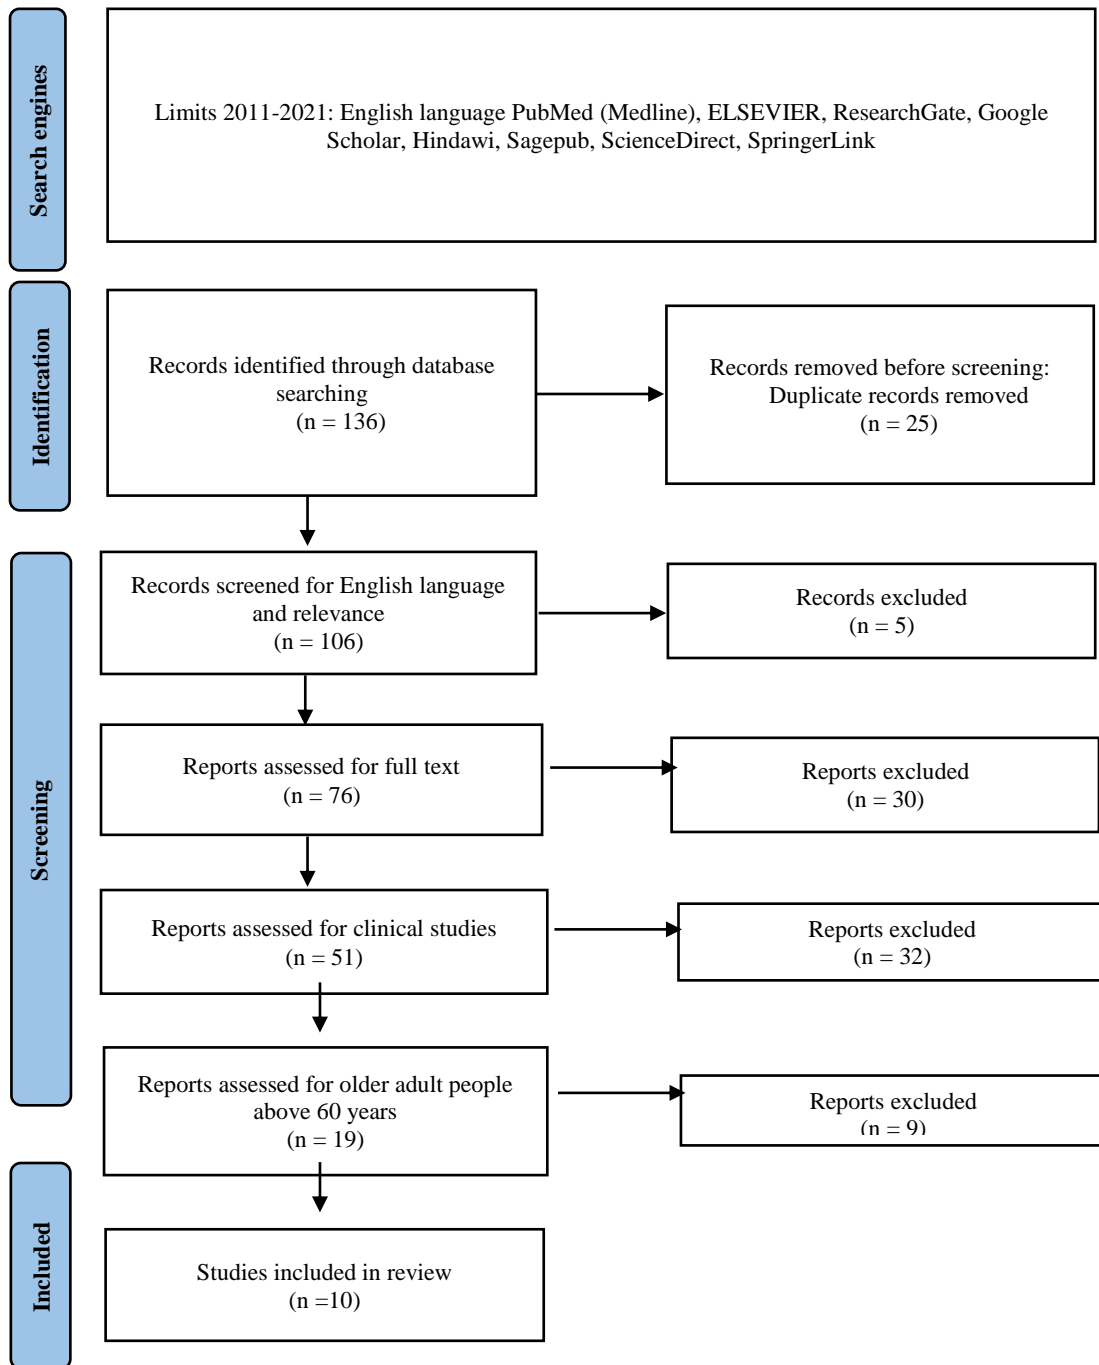 Search engines
Limits 2011-2021: English language PubMed (Medline), ELSEVIER, ResearchGate, Google
Scholar, Hindawi, Sagepub, ScienceDirect, SpringerLink
Identification
Records identified through database
searching
(n = 136)
Records removed before screening:
Duplicate records removed
(n = 25)
Screening
Records screened for English language
and relevance
(n = 106)
Records excluded
(n = 5)
Reports assessed for full text
(n = 76)
Reports excluded
(n = 30)
Reports assessed for clinical studies
(n = 51)
Reports excluded
(n = 32)
Reports assessed for older adult people
above 60 years
(n = 19)
Reports excluded
(n = 9)
Included
Studies included in review
(n =10)